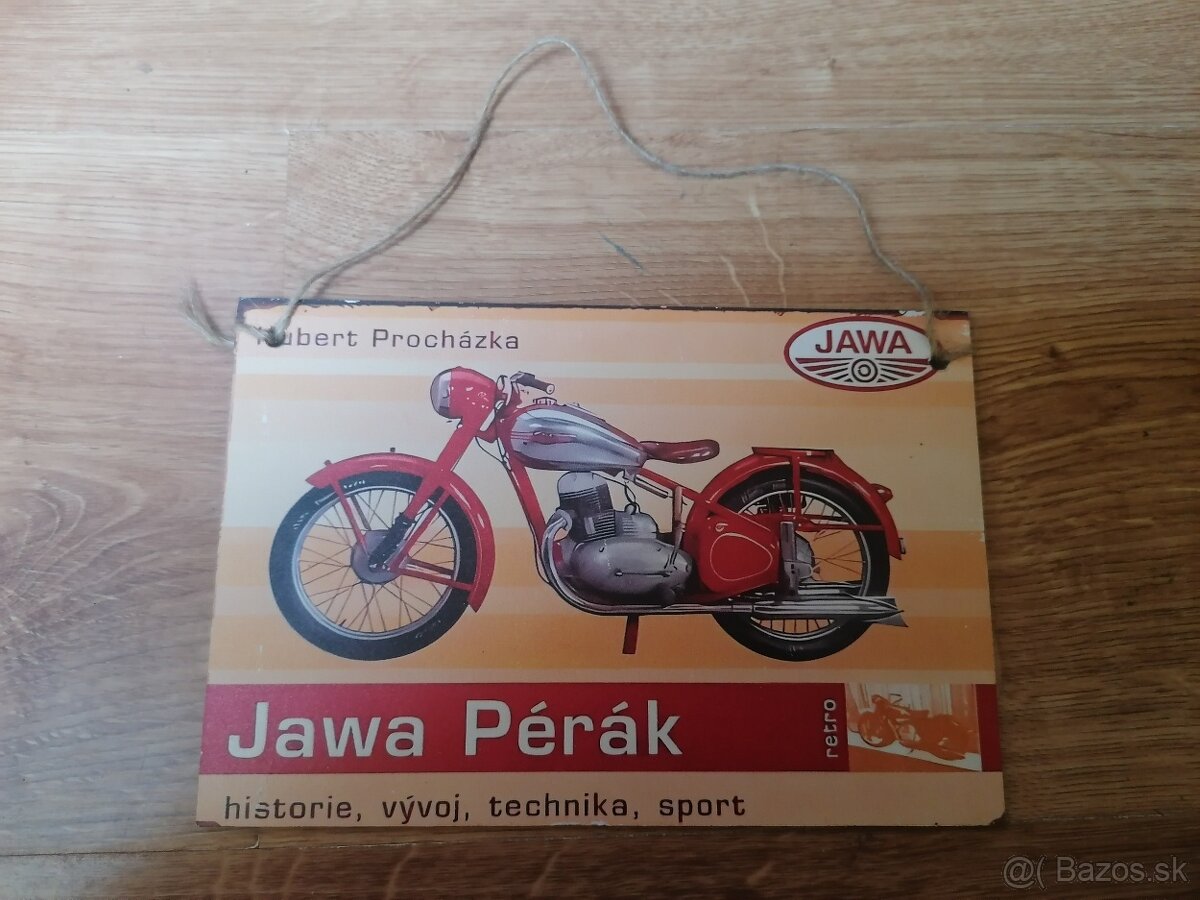 Procházka
JAWA
Jawa Pérák
retro
historie, vývoj, technika, sport
@( Bazos.sk